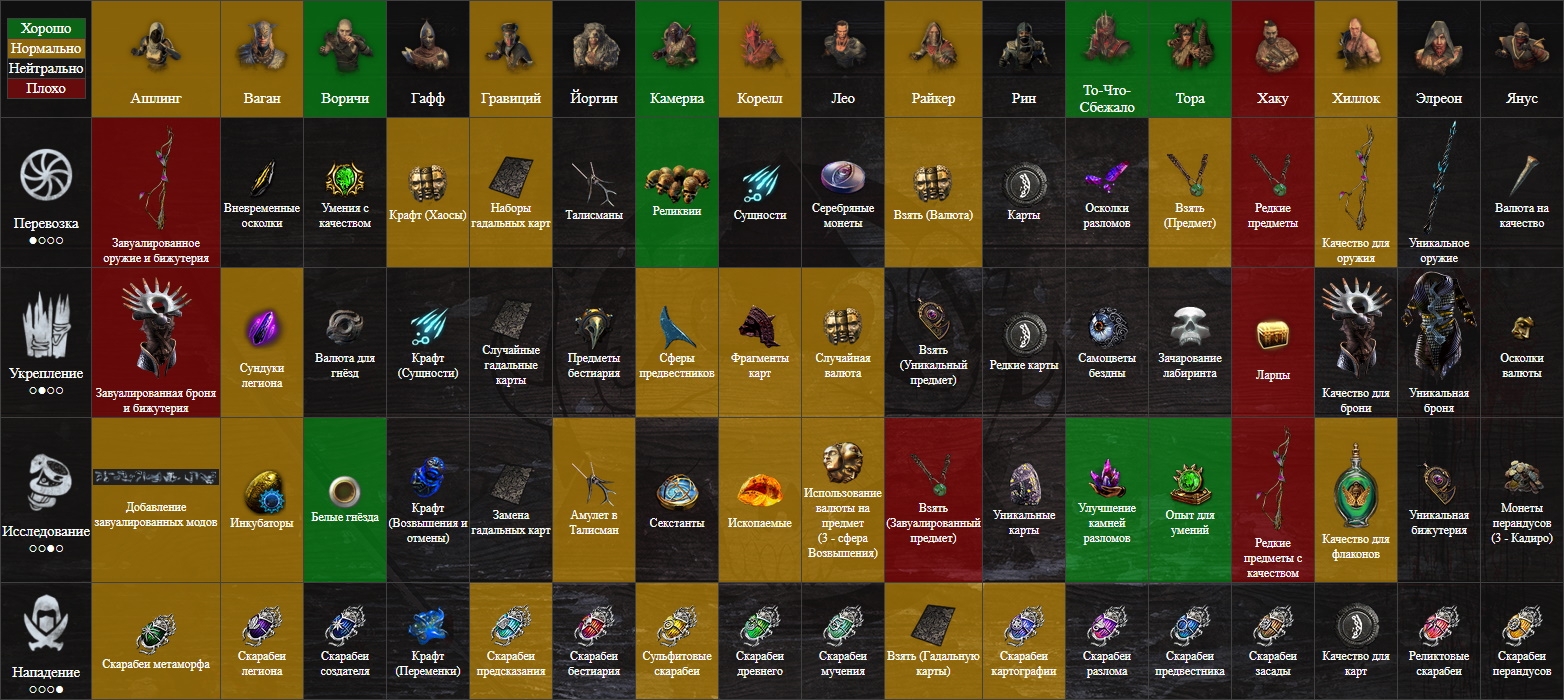 Хорошо
Нормально
Нейтрально
Плохо
Ашлинг
Ваган
Воричи
Гафф
Гравиций
Йоргин
Камериа
Корелл
Лео
Райкер
Рин
То-Что-
Сбежало
Тора
Хаку
Хиллок
Элреон
Янус
Перевозка
Завуалированное
оружие и бижутерия
Вневременные
осколки
Умения с
качеством
Крафт (Хаосы)
Наборы
гадальных карт
Талисманы
Реликвии
Сущности
Серебряные
монеты
Взять (Валюта)
Карты
Осколки
разломов
Взять
(Предмет)
Редкие
предметы
Качество для
оружия
Уникальное
оружие
Валюта на
качество
Укрепление
Завуалированная броня
и бижутерия
Сундуки
легиона
Валюта для
гнёзд
Крафт
(Сущности)
Случайные
гадальные
карты
Предметы
бестиария
Сферы
предвестников
Фрагменты
карт
Случайная
валюта
Взять
(Уникальный
предмет)
Редкие карты
Самоцветы
бездны
Зачарование
лабиринта
Ларцы
Качество для
брони
Уникальная
броня
Осколки
валюты
Исследование
Добавление
завуалированных модов
Инкубаторы
Белые гнёзда
Крафт
(Возвышения и
отмены)
Замена
гадальных карт
Амулет в
Талисман
Секстанты
Ископаемые
Использование
валюты на
предмет
(3 - сфера
Возвышения)
Взять
(Завуалированный
предмет)
Уникальные
карты
Улучшение
камней
разломов
Опыт для
умений
Редкие
предметы с
качеством
Качество для
флаконов
Уникальная
бижутерия
Монеты
перандусов
(3 - Кадиро)
Нападение
Скарабеи метаморфа
Скарабеи
легиона
Скарабеи
создателя
Крафт
(Переменки)
Скарабеи
предсказания
Скарабеи
бестиария
Сульфитовые
скарабеи
Скарабеи
древнего
Скарабеи
мучения
Взять (Гадальную
карты)
Скарабеи
картографии
Скарабеи
разлома
Скарабеи
предвестника
Скарабеи
засады
Качество для
карт
Реликтовые
скарабеи
Скарабеи
перандусов